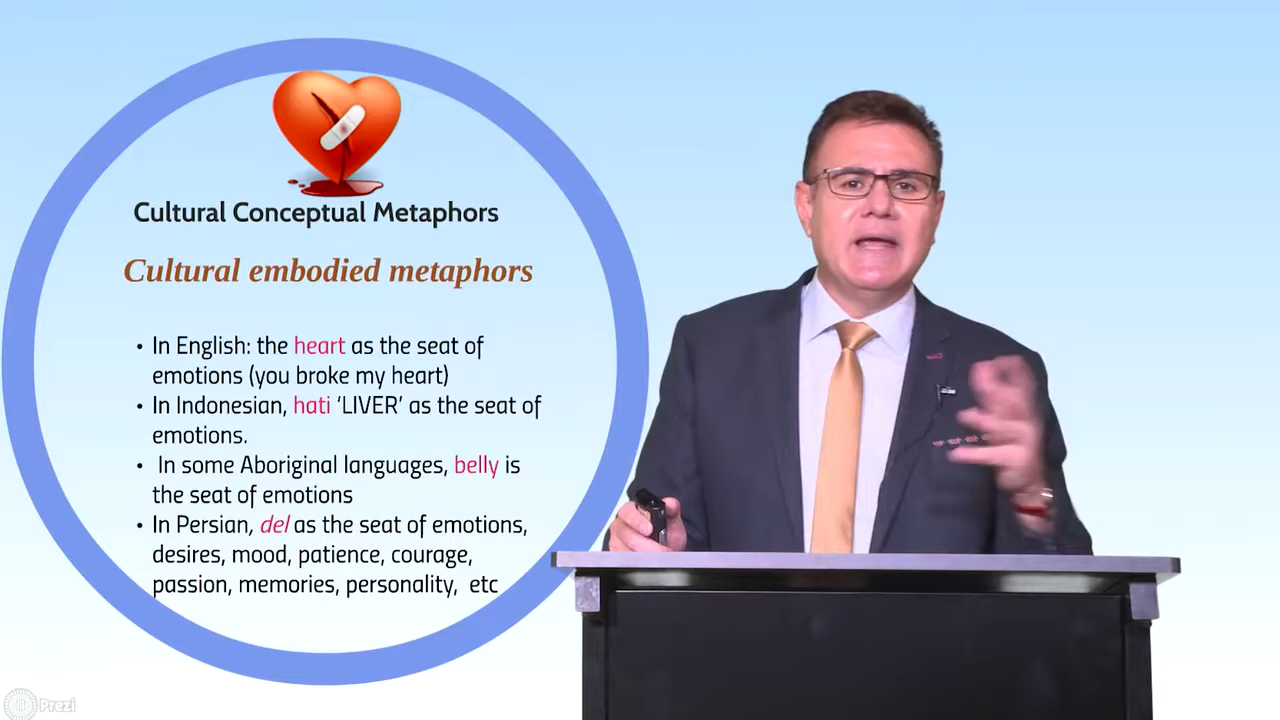 Cultural Conceptual Metaphors
Cultural embodied metaphors
• In English: the heart as the seat of
emotions (you broke my heart)
• In Indonesian, hati ‘LIVER’ as the seat of
emotions.
• In some Aboriginal languages, belly is
the seat of emotions
• In Persian, del as the seat of emotions,
desires, mood, patience, courage,
passion, memories, personality, etc
Prezi